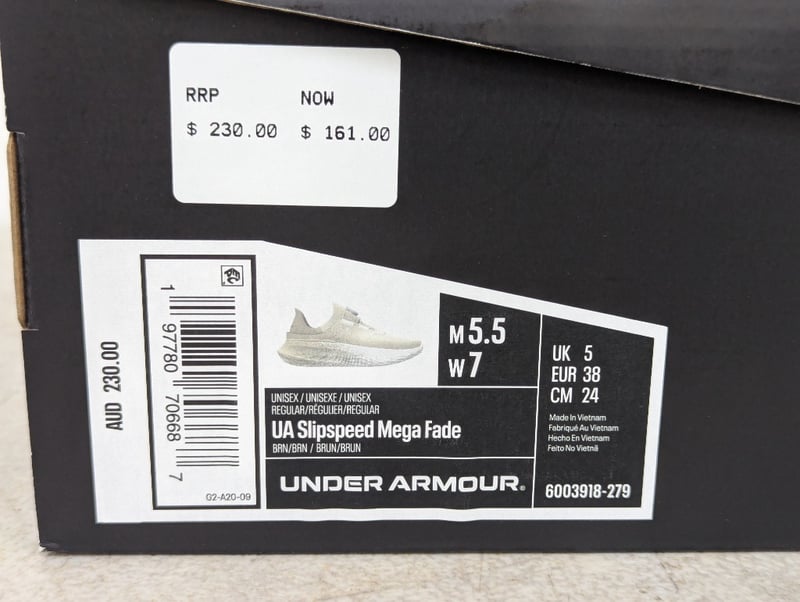 RRP NOW
$ 230.00 $ 161.00
AUD 230.00
1 97780 70668 7
G2-A20-09
M 5.5
W 7
UK 5
EUR 38
CM 24
Made In Vietnam
Fabriqué Au Vietnam
Hecho En Vietnam
Feito No Vietnã
UNISEX / UNISEXE / UNISEX
REGULAR/RÉGULIER/REGULAR
UA Slipspeed Mega Fade
BRN/BRN / BRUN/BRUN
UNDER ARMOUR®
6003918-279